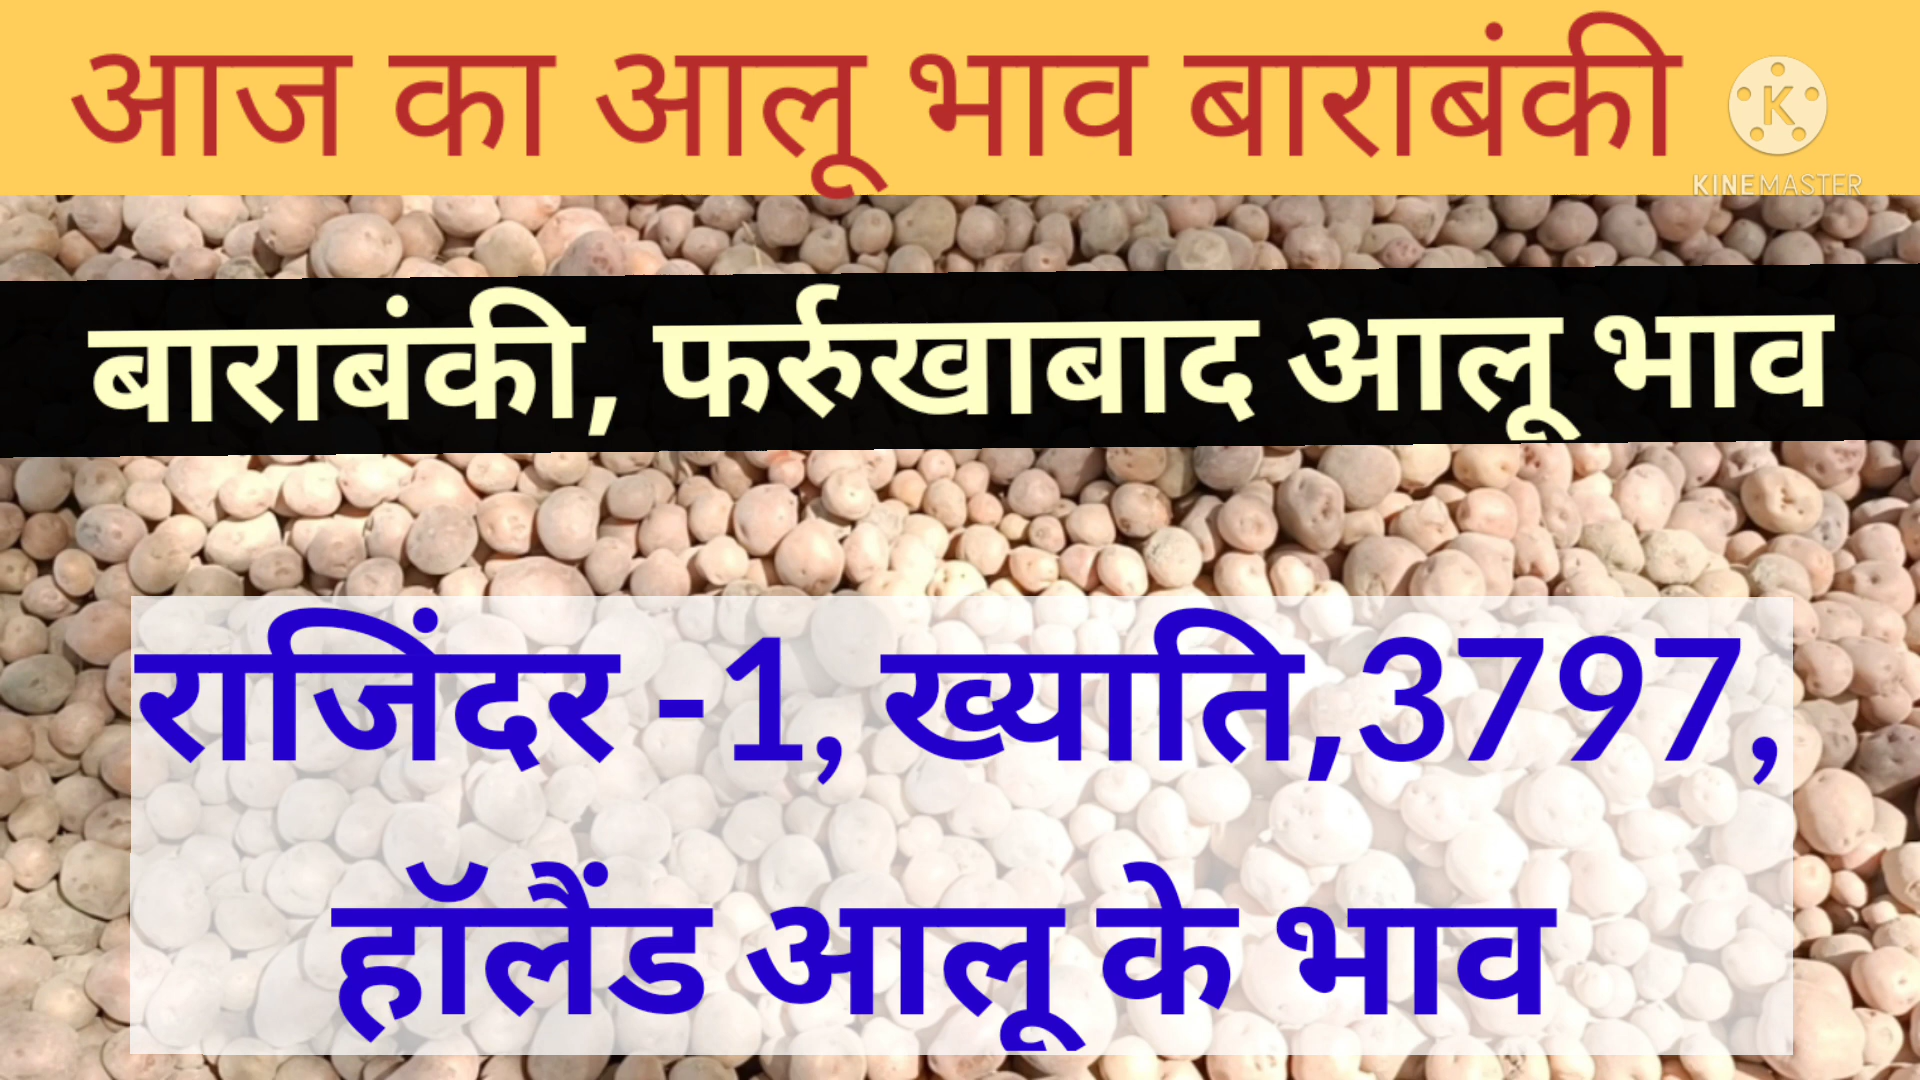 आज का आलू भाव बाराबंकी
KINEMASTER
बाराबंकी, फर्रुखाबाद आलू भाव
राजिंदर -1, ख्याति,3797,
हॉलैंड आलू के भाव